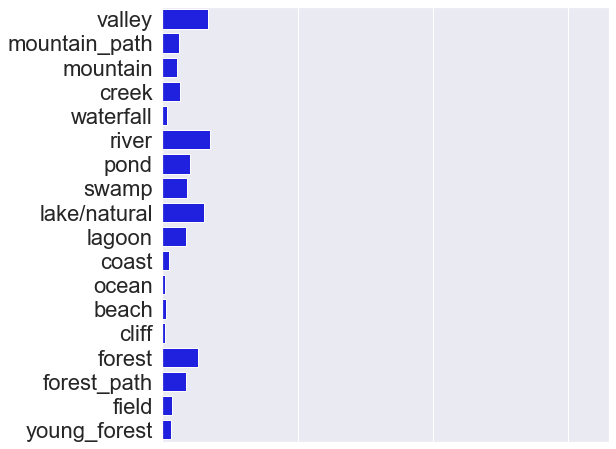 valley
mountain_path
mountain
creek
waterfall
river
pond
swamp
lake/natural
lagoon
coast
ocean
beach
cliff
forest
forest_path
field
young_forest